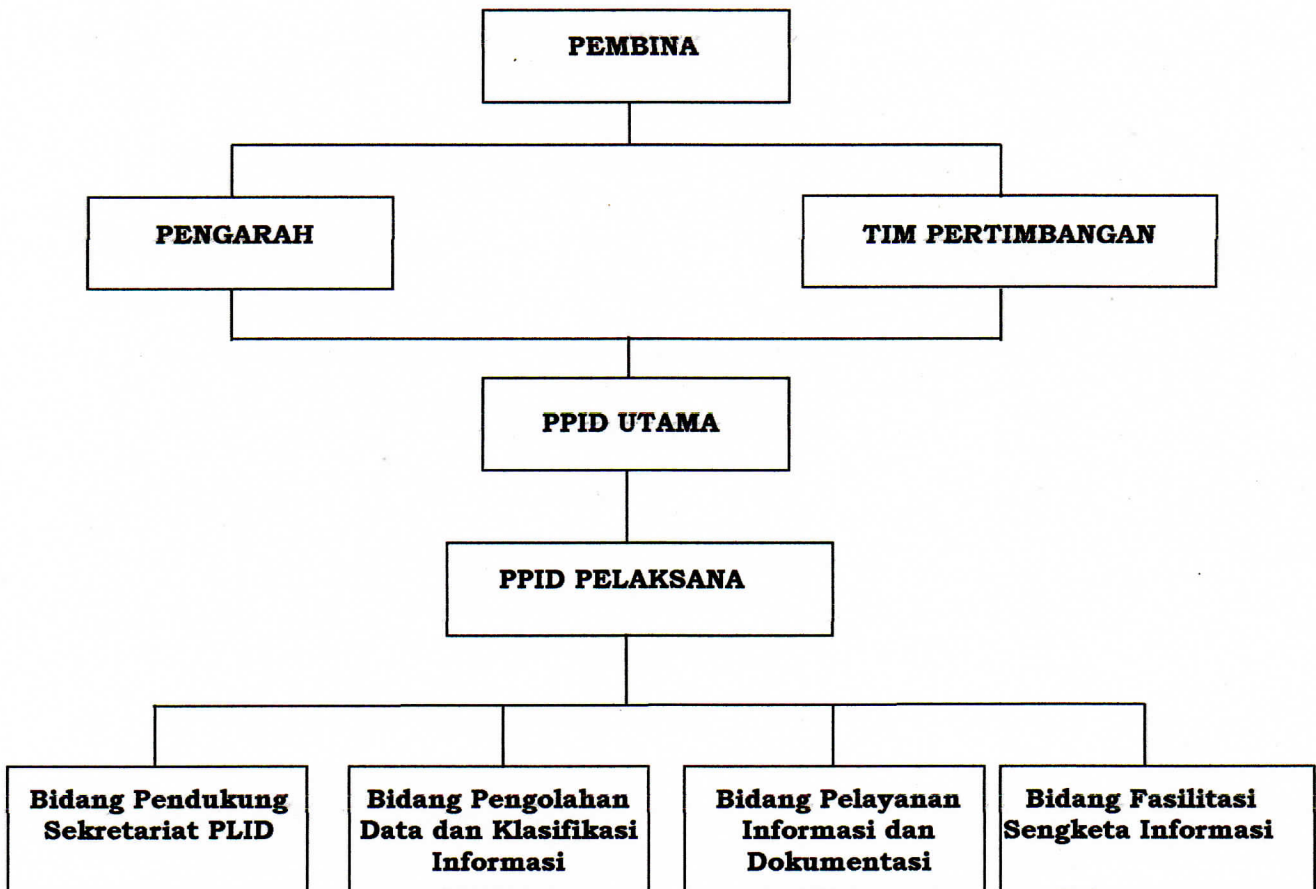 PEMBINA
PENGARAH
TIM PERTIMBANGAN
PPID UTAMA
PPID PELAKSANA
Bidang Pendukung
Sekretariat PLID
Bidang Pengolahan
Data dan Klasifikasi
Informasi
Bidang Pelayanan
Informasi dan
Dokumentasi
Bidang Fasilitasi
Sengketa Informasi